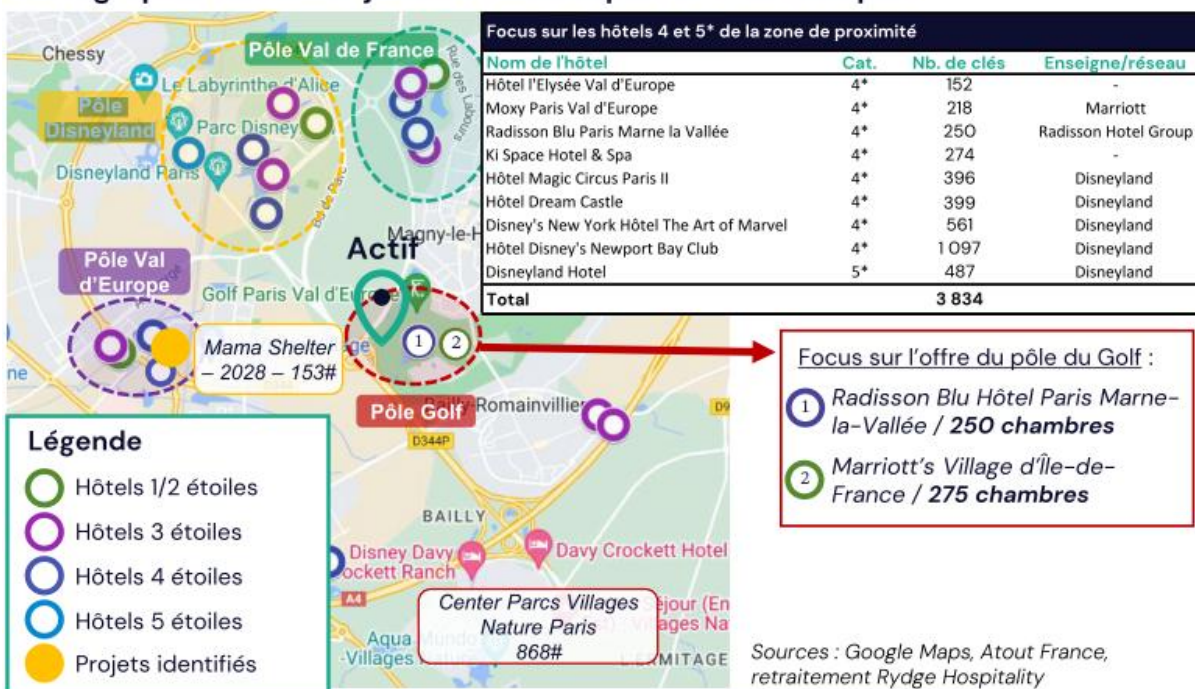 Chessy
Pôle Val de France
Rue des Labours
Le Labyrinthe d'Alice
Pôle
Disneyland
Parc Disney
Disneyland Paris
Bd de Parc
Magny-le-H
Actif
Pôle Val
d'Europe
Golf Paris Val d'Europe
Mama Shelter
– 2028 – 153#
ne
Pôle Golf
Bailly-Romainvillier
D344P
D9
1
2
Légende
Hôtels 1/2 étoiles
Hôtels 3 étoiles
Hôtels 4 étoiles
Hôtels 5 étoiles
Projets identifiés
BAILLY
Disney Davy
ockett Ranch
Davy Crockett Hotel
A4
Center Parcs Villages
Nature Paris
868#
Séjour (En
ages Na
Aqua
-Villages
L'ERMITAGE
Focus sur les hôtels 4 et 5* de la zone de proximité
Nom de l'hôtel Cat. Nb. de clés Enseigne/réseau
Hôtel l'Elysée Val d'Europe 4* 152 -
Moxy Paris Val d'Europe 4* 218 Marriott
Radisson Blu Paris Marne la Vallée 4* 250 Radisson Hotel Group
Ki Space Hotel & Spa 4* 274 -
Hôtel Magic Circus Paris II 4* 396 Disneyland
Hôtel Dream Castle 4* 399 Disneyland
Disney's New York Hôtel The Art of Marvel 4* 561 Disneyland
Hôtel Disney's Newport Bay Club 4* 1 097 Disneyland
Disneyland Hotel 5* 487 Disneyland
Total 3 834
Focus sur l'offre du pôle du Golf :
1 Radisson Blu Hôtel Paris Marne-
la-Vallée / 250 chambres
2 Marriott's Village d'Île-de-
France / 275 chambres
Sources : Google Maps, Atout France,
retraitement Rydge Hospitality